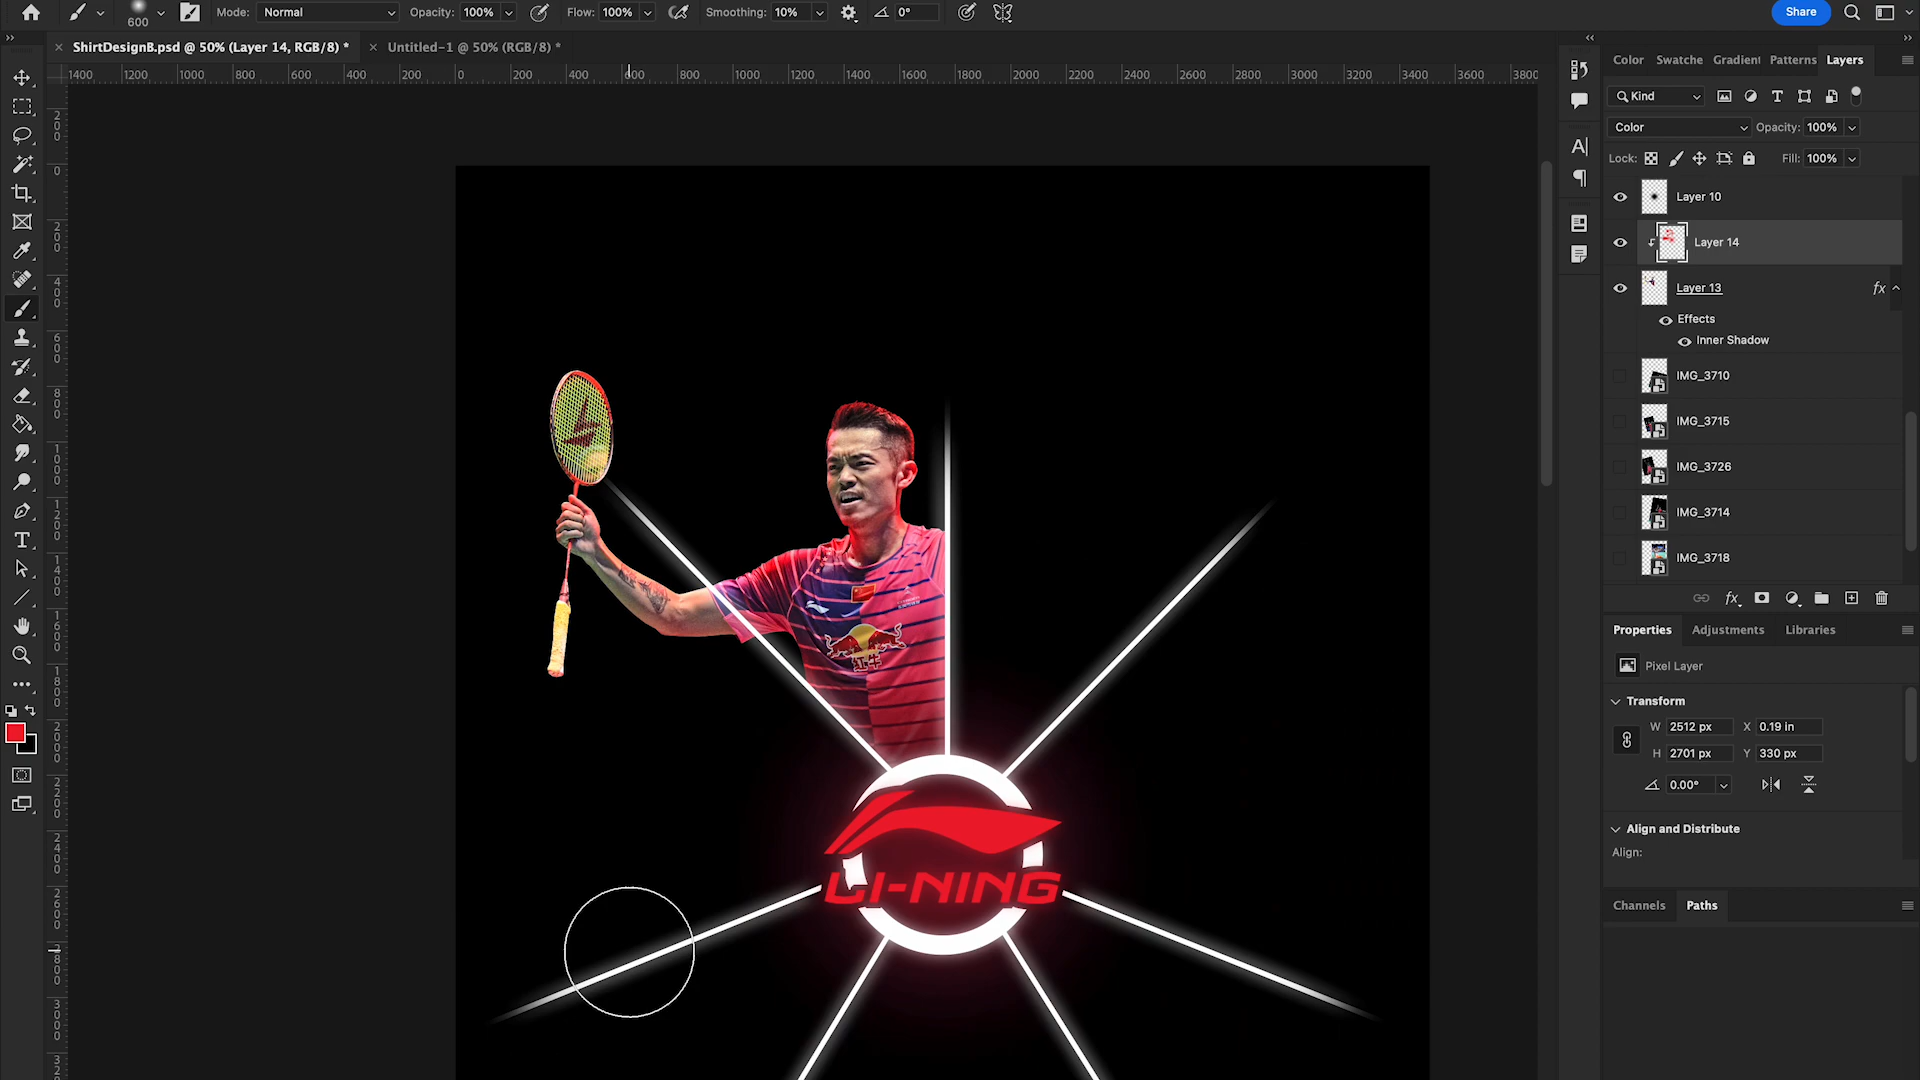 Mode: Normal Opacity: 100% Flow: 100% Smoothing: 10% 0° Share
600
ShirtDesignB.psd @ 50% (Layer 14, RGB/8) * Untitled-1 @ 50% (RGB/8) *
1400 1200 1000 800 600 400 200 0 200 400 600 800 1000 1200 1400 1600 1800 2000 2200 2400 2600 2800 3000 3200 3400 3600 3800
Color Swatche Gradient Patterns Layers
Kind
Color Opacity: 100%
Lock: Fill: 100%
Layer 10
Layer 14
Layer 13 fx
Effects
Inner Shadow
IMG_3710
IMG_3715
IMG_3726
IMG_3714
IMG_3718
fx
Properties Adjustments Libraries
Pixel Layer
Transform
W 2512 px X 0.19 in
H 2701 px Y 330 px
0.00°
Align and Distribute
Align:
Channels Paths
红牛
LI-NING